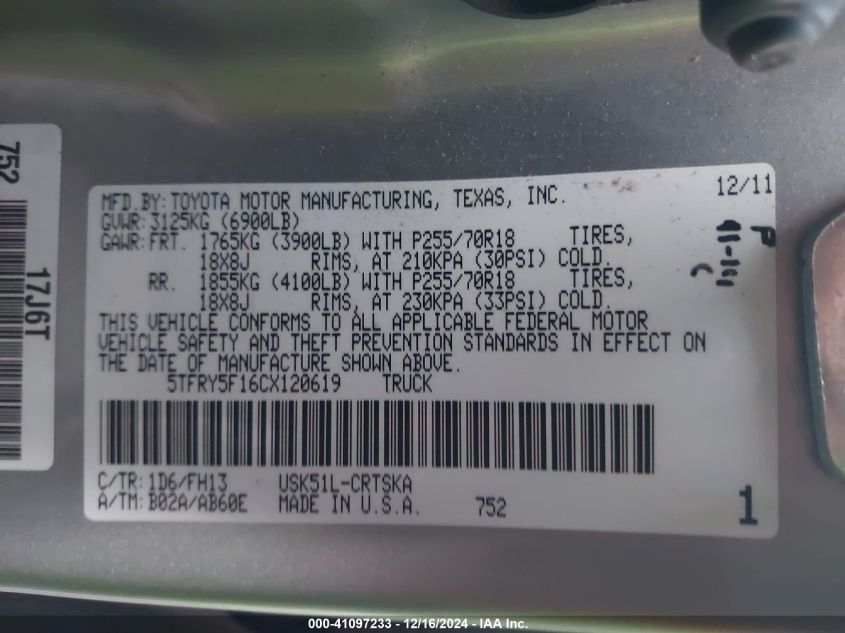 MFD.BY: TOYOTA MOTOR MANUFACTURING, TEXAS, INC. 12/11
GVWR: 3125KG (6900LB)
GAWR: FRT. 1765KG (3900LB) WITH P255/70R18 TIRES,
18X8J RIMS, AT 210KPA (30PSI) COLD.
RR. 1855KG (4100LB) WITH P255/70R18 TIRES,
18X8J RIMS, AT 230KPA (33PSI) COLD.
THIS VEHICLE CONFORMS TO ALL APPLICABLE FEDERAL MOTOR
VEHICLE SAFETY AND THEFT PREVENTION STANDARDS IN EFFECT ON
THE DATE OF MANUFACTURE SHOWN ABOVE.
5TFRY5F16CX120619 TRUCK
C/TR: 1D6/FH13 USK51L-CRTSKA
A/TM: B02A/AB60E MADE IN U.S.A. 752
1
752
17J6T
P
C
000-41097233 - 12/16/2024 - IAA Inc.